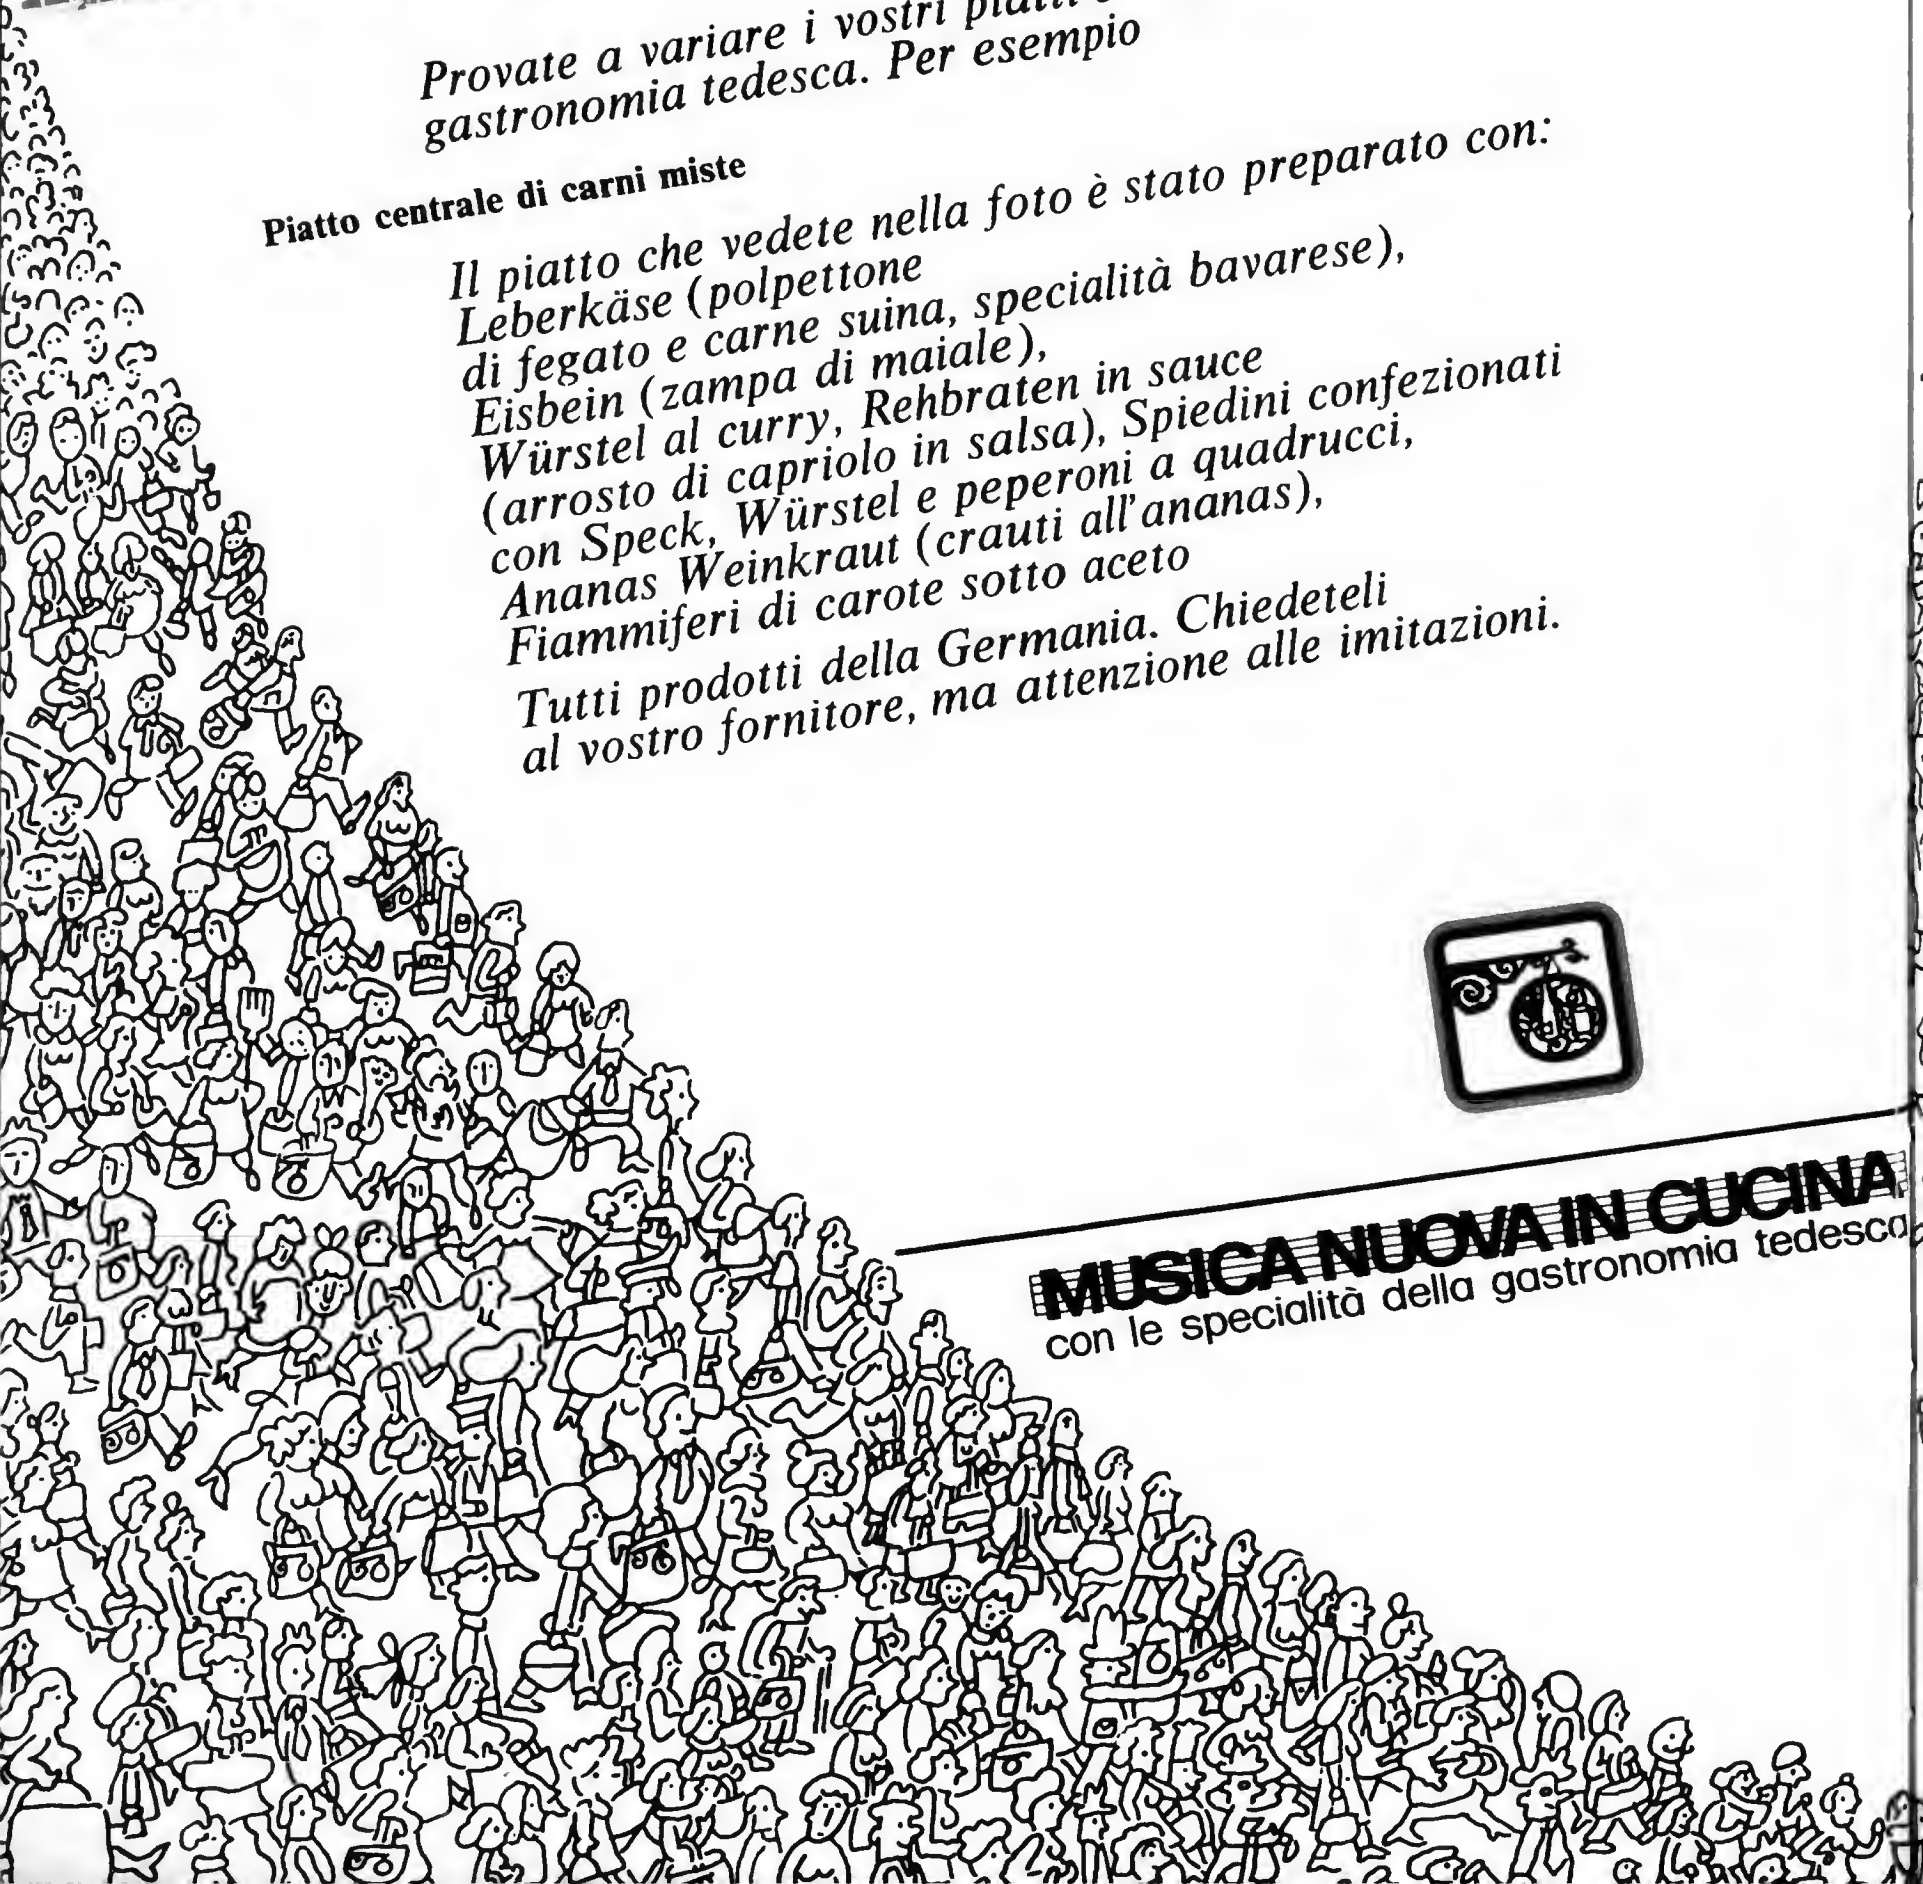 Provate a variare i vostri piatti
gastronomia tedesca. Per esempio
Piatto centrale di carni miste
Il piatto che vedete nella foto è stato preparato con:
Leberkäse (polpettone
di fegato e carne suina, specialità bavarese),
Eisbein (zampa di maiale),
Würstel al curry, Rehbraten in sauce
(arrosto di capriolo in salsa), Spiedini confezionati
con Speck, Würstel e peperoni a quadrucci,
Ananas Weinkraut (crauti all'ananas),
Fiammiferi di carote sotto aceto
Tutti prodotti della Germania. Chiedeteli
al vostro fornitore, ma attenzione alle imitazioni.
MUSICA NUOVA IN CUCINA
con le specialità della gastronomia tedesca